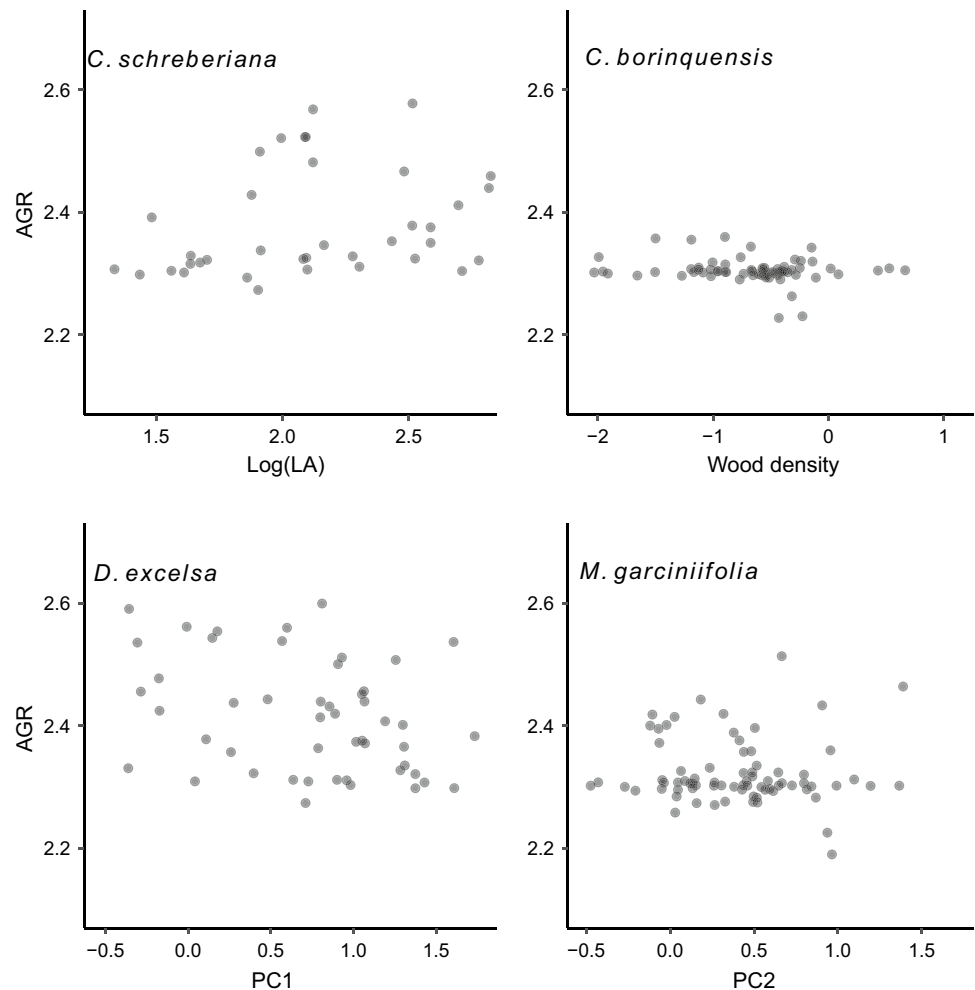 C. schreberiana
2.6
2.4
2.2
AGR
1.5
2.0
2.5
Log(LA)
C. borinquensis
2.6
2.4
2.2
−2
−1
0
1
Wood density
D. excelsa
2.6
2.4
2.2
AGR
−0.5
0.0
0.5
1.0
1.5
PC1
M. garciniifolia
2.6
2.4
2.2
−0.5
0.0
0.5
1.0
1.5
PC2